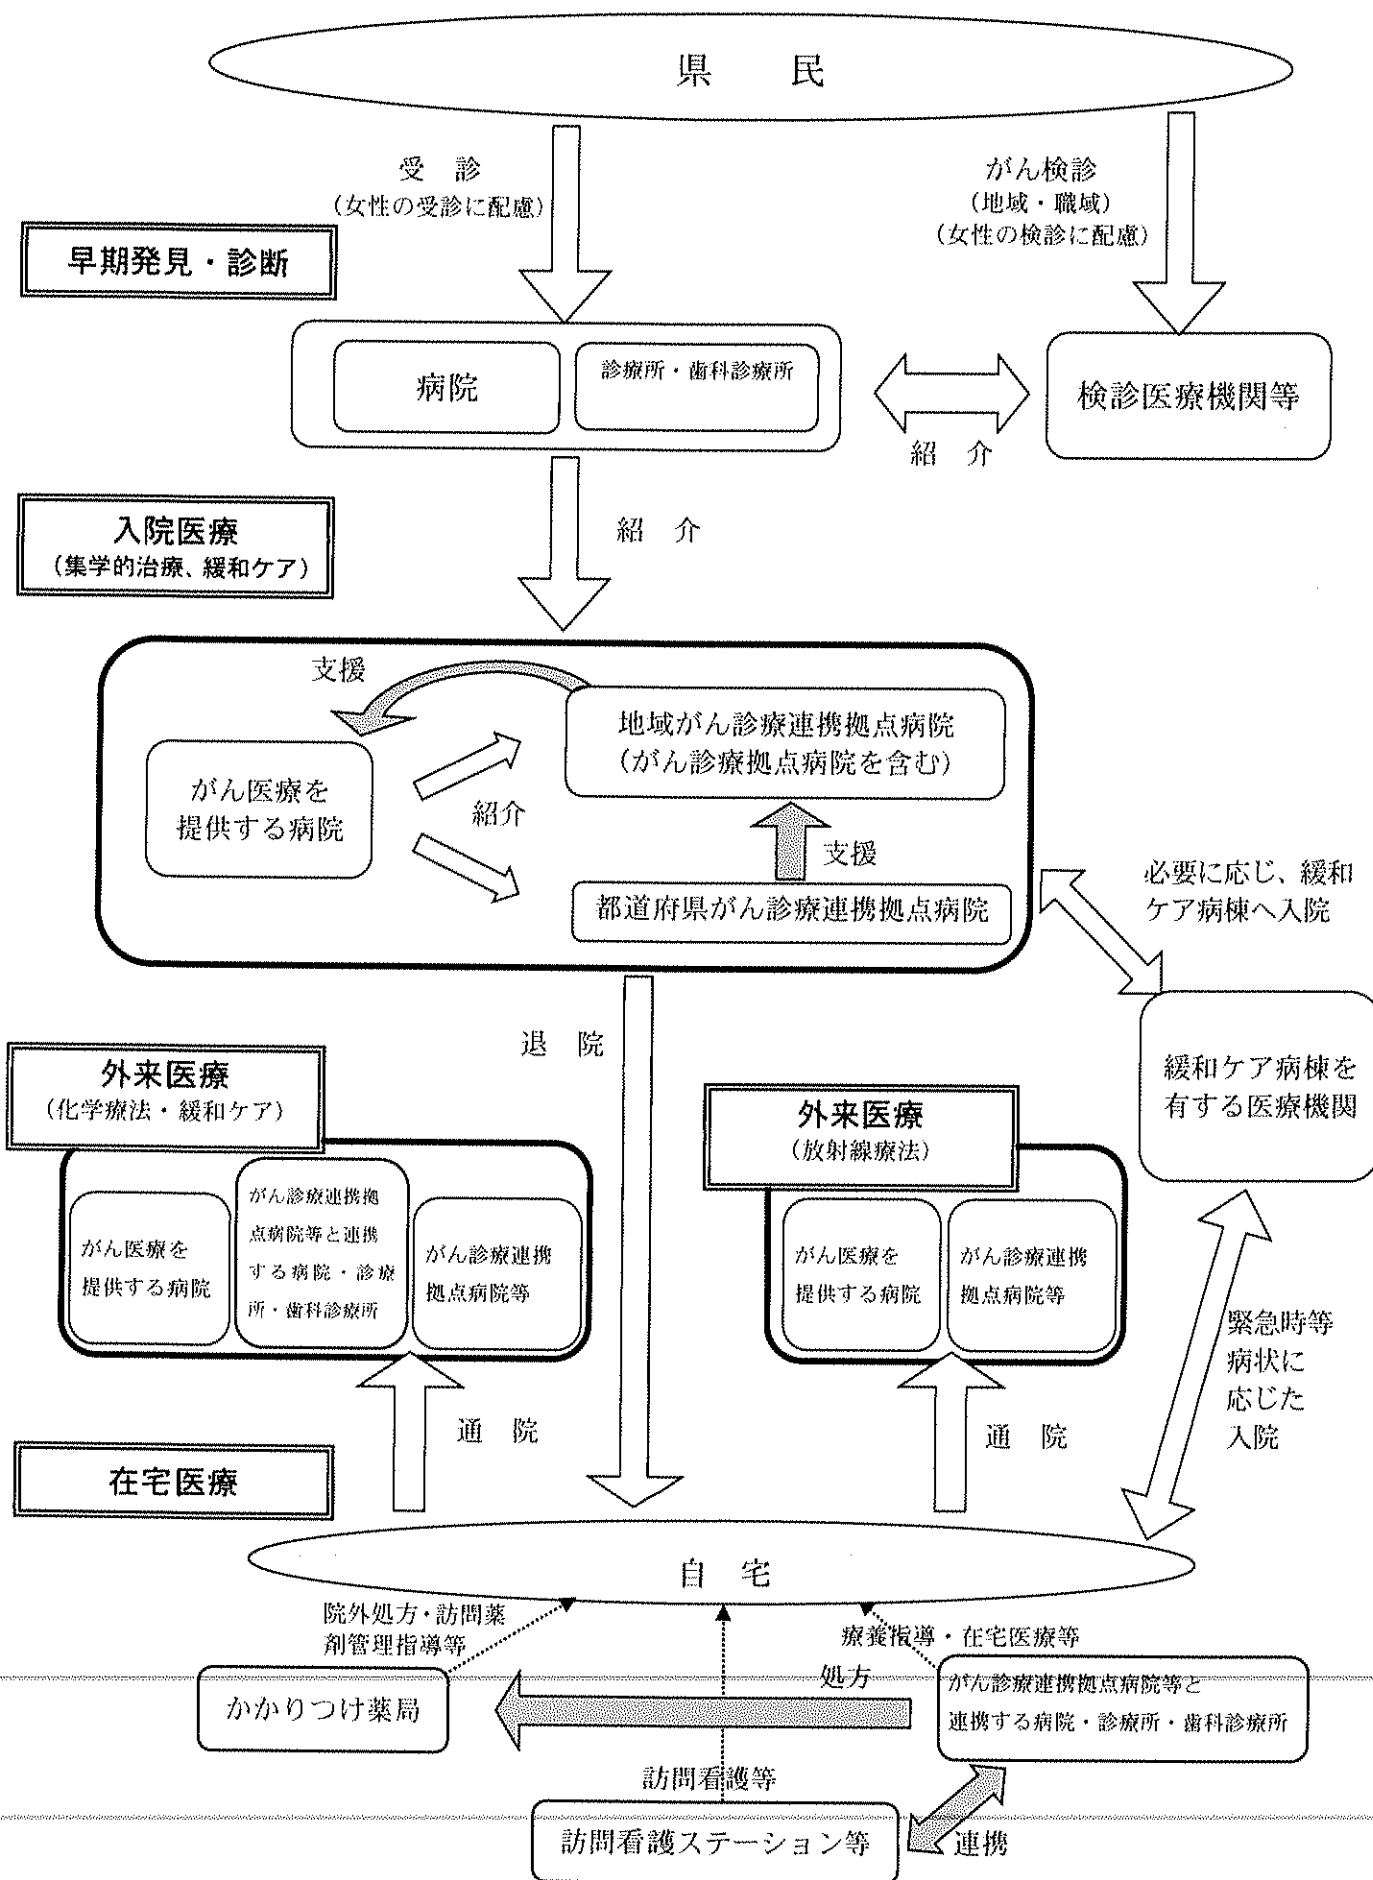 県　民
受　診
(女性の受診に配慮)
がん検診
(地域・職域)
(女性の検診に配慮)
早期発見・診断
病院
診療所・歯科診療所
検診医療機関等
紹　介
入院医療
(集学的治療、緩和ケア)
紹　介
支援
地域がん診療連携拠点病院
(がん診療拠点病院を含む)
がん医療を
提供する病院
紹介
支援
都道府県がん診療連携拠点病院
必要に応じ、緩和
ケア病棟へ入院
退　院
緩和ケア病棟を
有する医療機関
外来医療
(化学療法・緩和ケア)
がん医療を
提供する病院
がん診療連携拠
点病院等と連携
する病院・診療
所・歯科診療所
がん診療連携
拠点病院等
外来医療
(放射線療法)
がん医療を
提供する病院
がん診療連携
拠点病院等
緊急時等
病状に
応じた
入院
通　院
通　院
在宅医療
自　宅
院外処方・訪問薬
剤管理指導等
療養指導・在宅医療等
かかりつけ薬局
処方
がん診療連携拠点病院等と
連携する病院・診療所・歯科診療所
訪問看護等
訪問看護ステーション等
連携